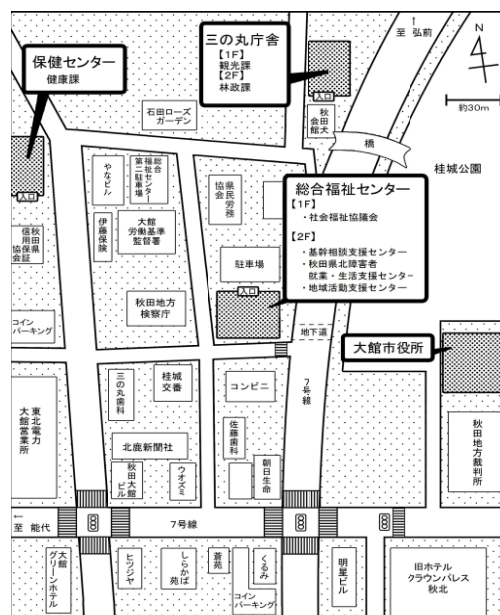 ↑
至 弘前
N
約30m
三の丸庁舎
【1F】
観光課
【2F】
林政課
保健センター
健康課
入口
秋田犬
会館
橋
桂城公園
石田ローズ
ガーデン
入口
やなビル
総合
福祉センター
第二駐車場
県民労務
協会
総合福祉センター
【1F】
・社会福祉協議会
【2F】
・基幹相談支援センター
・秋田県北障害者
就業・生活支援センター
・地域活動支援センター
伊藤保険
大館
労働基準
監督署
秋田県
信用保証
協会
駐車場
入口
秋田地方
検察庁
コイン
パーキング
地下道
大館市役所
三の丸歯科
桂城
交番
コンビニ
7号線
東北電力
大館営業所
北鹿新聞社
佐藤歯科
秋田地方裁判所
秋田大館
ビル
ウオズミ
朝日生命
←
至 能代
7号線
大館
グリーンホテル
ヒツジヤ
しらかば
苑
蒼苑
くるみ
コイン
パーキング
明星ビル
旧ホテル
クラウンパレス
秋北